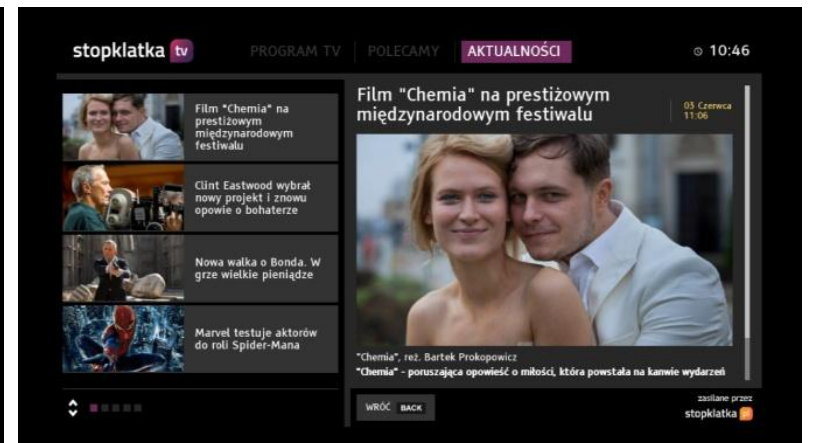 stopklatka tv
PROGRAM TV
POLECAMY
AKTUALNOŚCI
10:46
Film "Chemia" na
prestiżowym
międzynarodowym
festiwalu
Clint Eastwood wybrał
nowy projekt i znowu
opowie o bohaterze
Nowa walka o Bonda. W
grze wielkie pieniądze
Marvel testuje aktorów
do roli Spider-Mana
Film "Chemia" na prestiżowym
międzynarodowym festiwalu
03 Czerwca
11:06
"Chemia", reż. Bartek Prokopowicz
"Chemia" - poruszająca opowieść o miłości, która powstała na kanwie wydarzeń
WRÓĆ BACK
zasilane przez
stopklatka pl